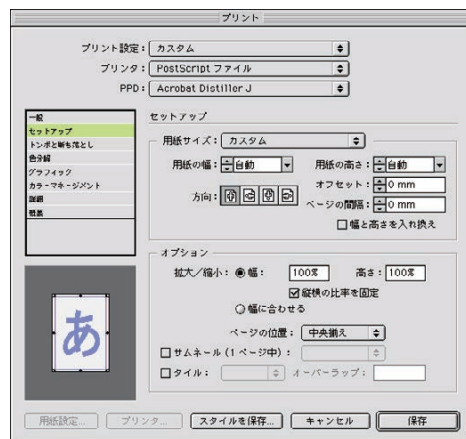 プリント
プリント設定: カスタム
プリンタ: PostScript ファイル
PPD: Acrobat Distiller J
一般
セットアップ
トンボと断ち落とし
色分解
グラフィック
カラーマネージメント
詳細
概要
セットアップ
用紙サイズ: カスタム
用紙の幅: 自動 用紙の高さ: 自動
方向: オフセット: 0 mm
ページの間隔: 0 mm
幅と高さを入れ換え
オプション
拡大/縮小: 幅: 100% 高さ: 100%
縦横の比率を固定
幅に合わせる
ページの位置: 中央揃え
サムネール (1 ページ中):
タイル: オーバーラップ:
あ
用紙設定... プリンタ... スタイルを保存... キャンセル 保存